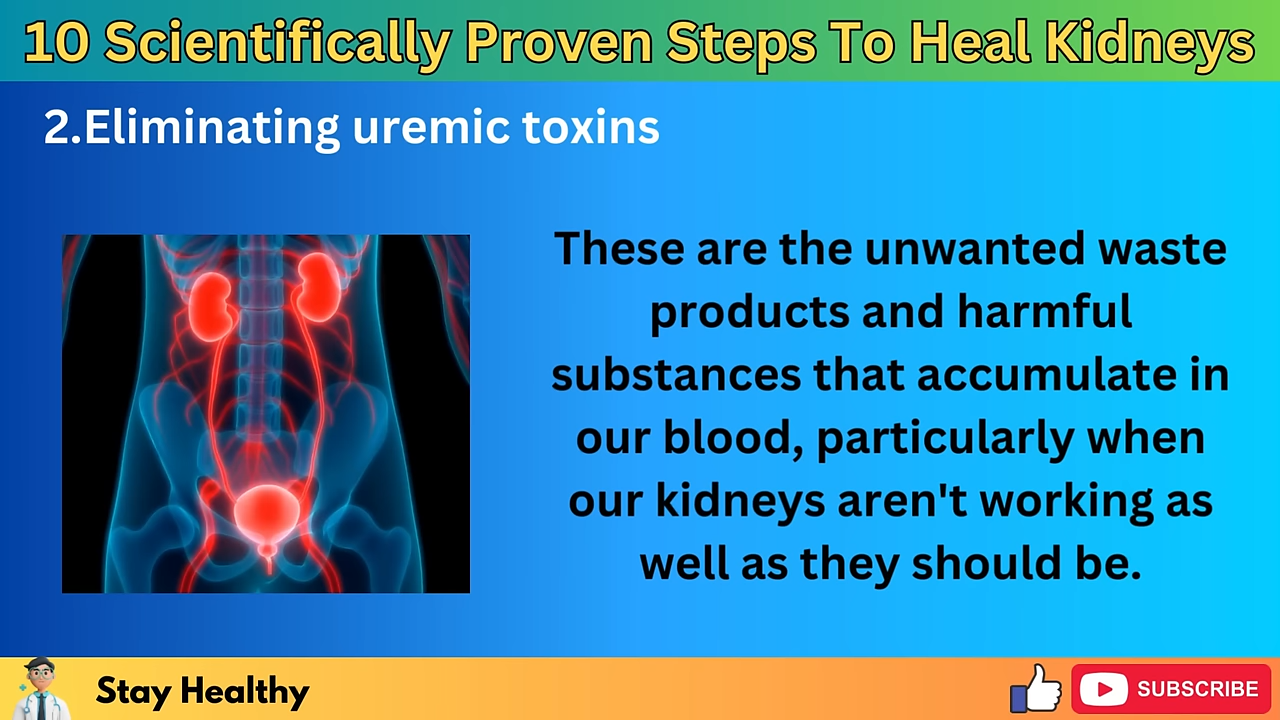 10 Scientifically Proven Steps To Heal Kidneys
2.Eliminating uremic toxins
These are the unwanted waste
products and harmful
substances that accumulate in
our blood, particularly when
our kidneys aren't working as
well as they should be.
Stay Healthy
SUBSCRIBE